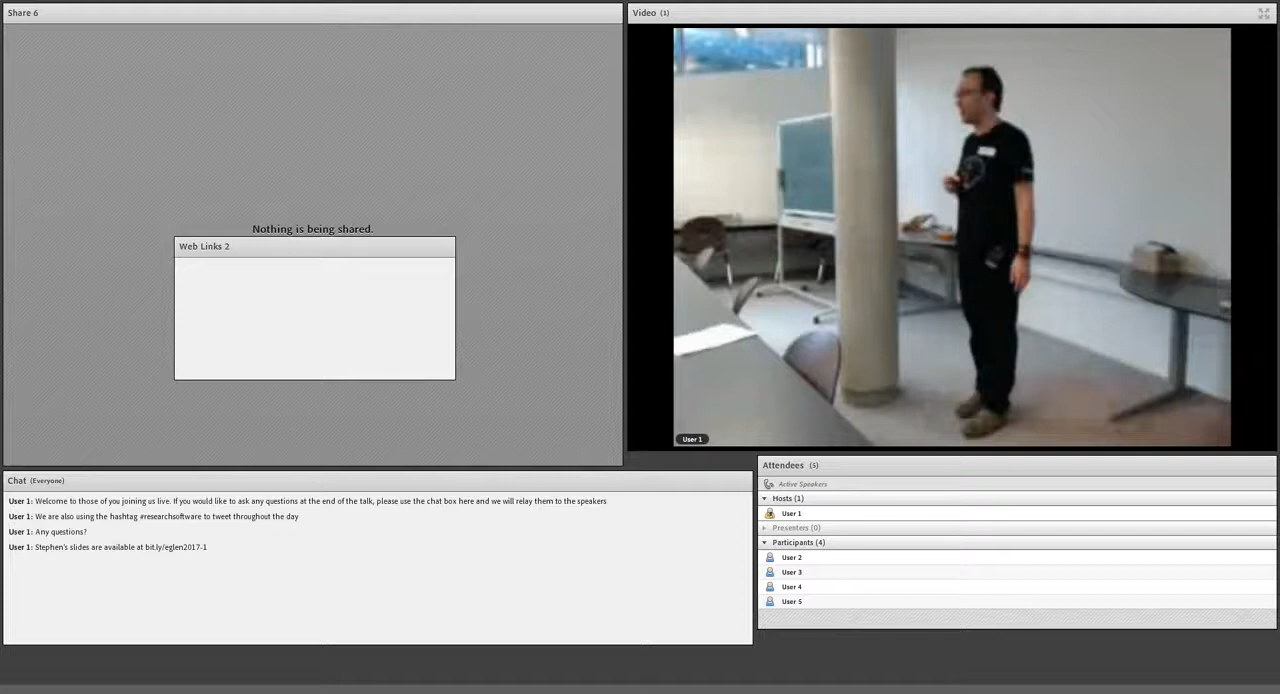 Share 6
Video (1)
Nothing is being shared.
Web Links 2
User 1
Chat (Everyone)
User 1: Welcome to those of you joining us live. If you would like to ask any questions at the end of the talk, please use the chat box here and we will relay them to the speakers
User 1: We are also using the hashtag #researchsoftware to tweet throughout the day
User 1: Any questions?
User 1: Stephen's slides are available at bit.ly/eglen2017-1
Attendees (5)
Active Speakers
Hosts (1)
User 1
Presenters (0)
Participants (4)
User 2
User 3
User 4
User 5